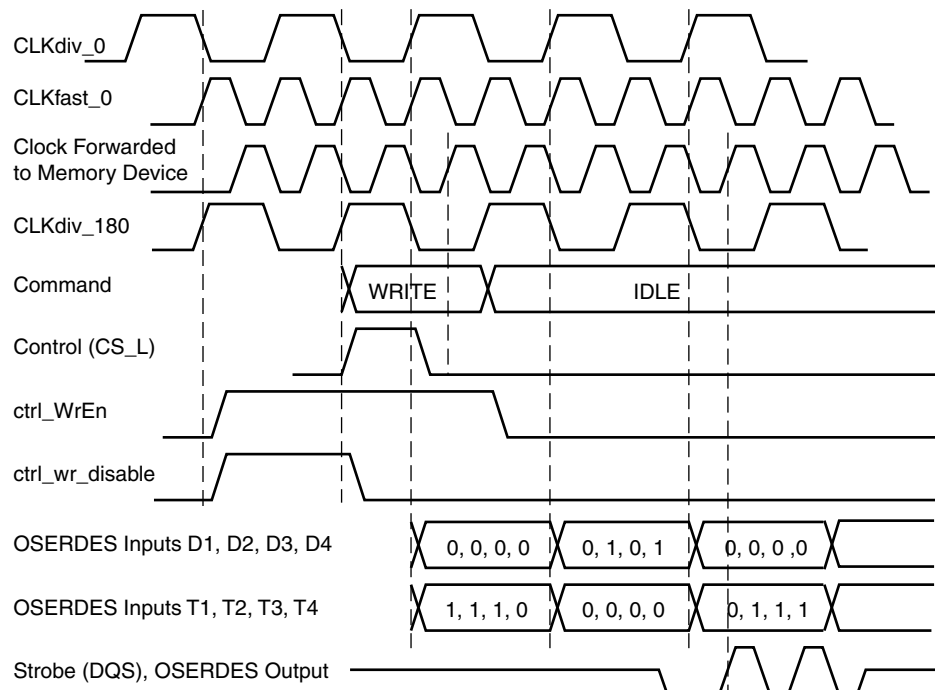 CLKdiv_0
CLKfast_0
Clock Forwarded
to Memory Device
CLKdiv_180
Command
WRITE
IDLE
Control (CS_L)
ctrl_WrEn
ctrl_wr_disable
OSERDES Inputs D1, D2, D3, D4
0, 0, 0, 0
0, 1, 0, 1
0, 0, 0 ,0
OSERDES Inputs T1, T2, T3, T4
1, 1, 1, 0
0, 0, 0, 0
0, 1, 1, 1
Strobe (DQS), OSERDES Output